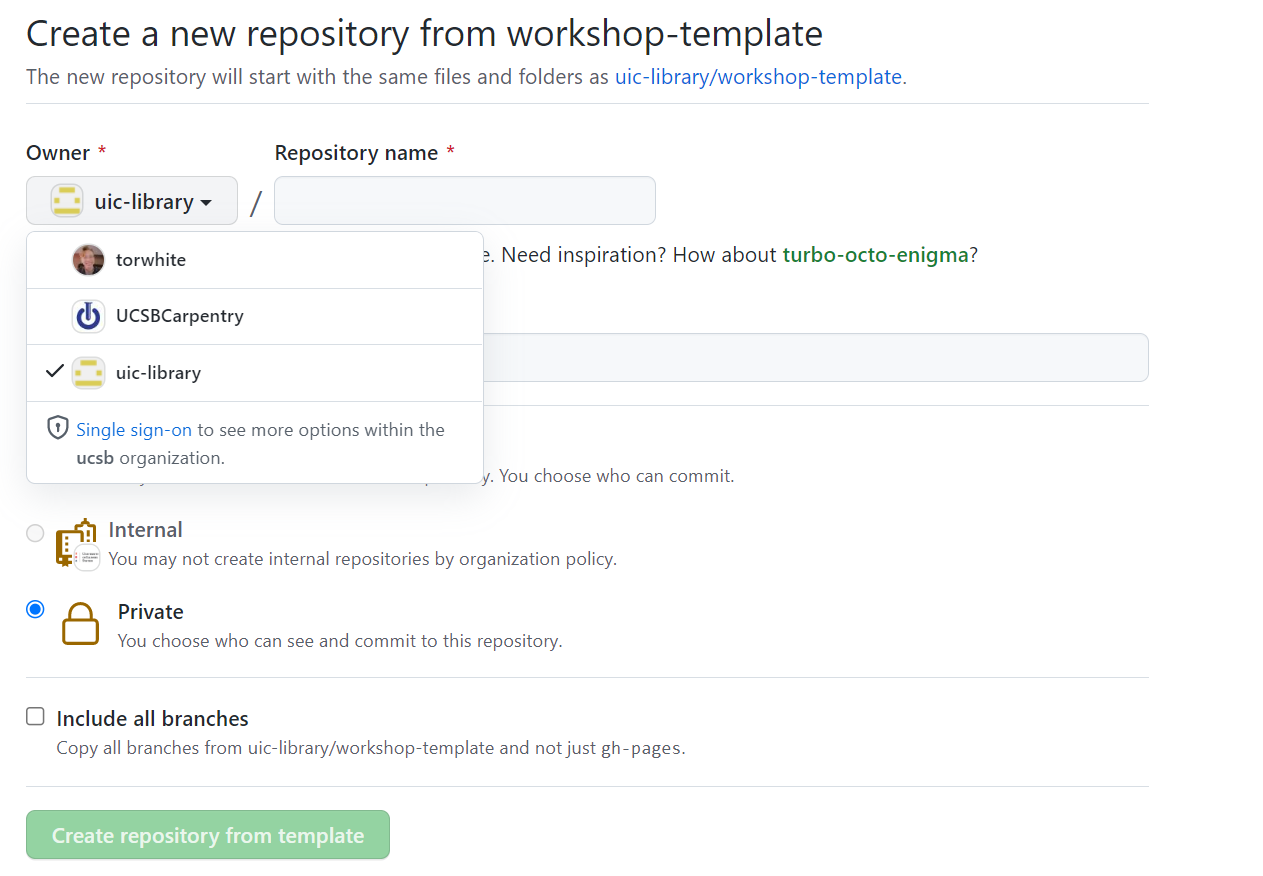 Create a new repository from workshop-template
The new repository will start with the same files and folders as uic-library/workshop-template.
Owner * Repository name *
uic-library /
torwhite
. Need inspiration? How about turbo-octo-enigma?
UCSBCarpentry
uic-library
Single sign-on to see more options within the
ucsb organization.
. You choose who can commit.
Internal
You may not create internal repositories by organization policy.
Private
You choose who can see and commit to this repository.
Include all branches
Copy all branches from uic-library/workshop-template and not just gh-pages.
Create repository from template